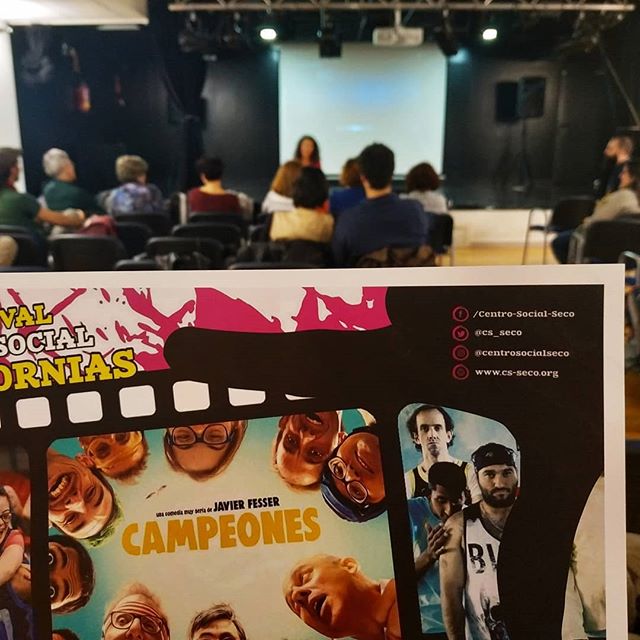 VAL
SOCIAL
ORNIAS
/Centro-Social-Seco
@cs_seco
@centrosocialseco
www.cs-seco.org
una comedia muy seria de JAVIER FESSER
CAMPEONES